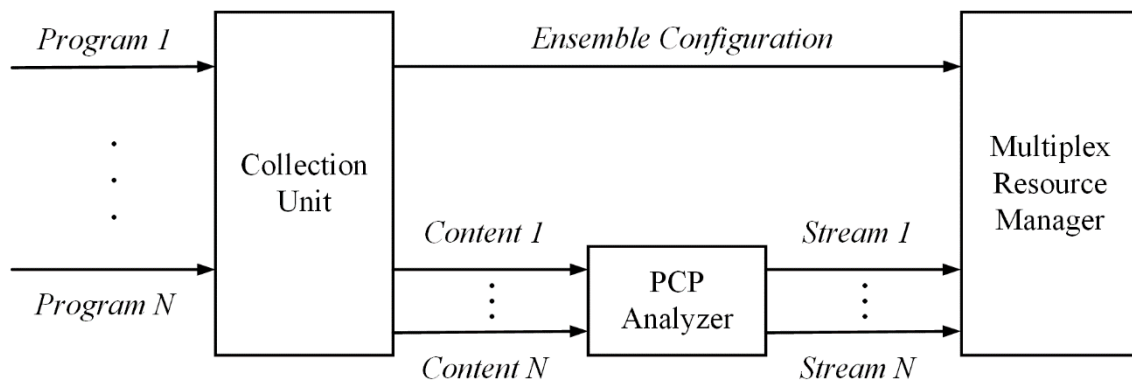 Program 1
Ensemble Configuration
Collection
Unit
Multiplex
Resource
Manager
Content 1
Stream 1
PCP
Analyzer
Program N
Content N
Stream N